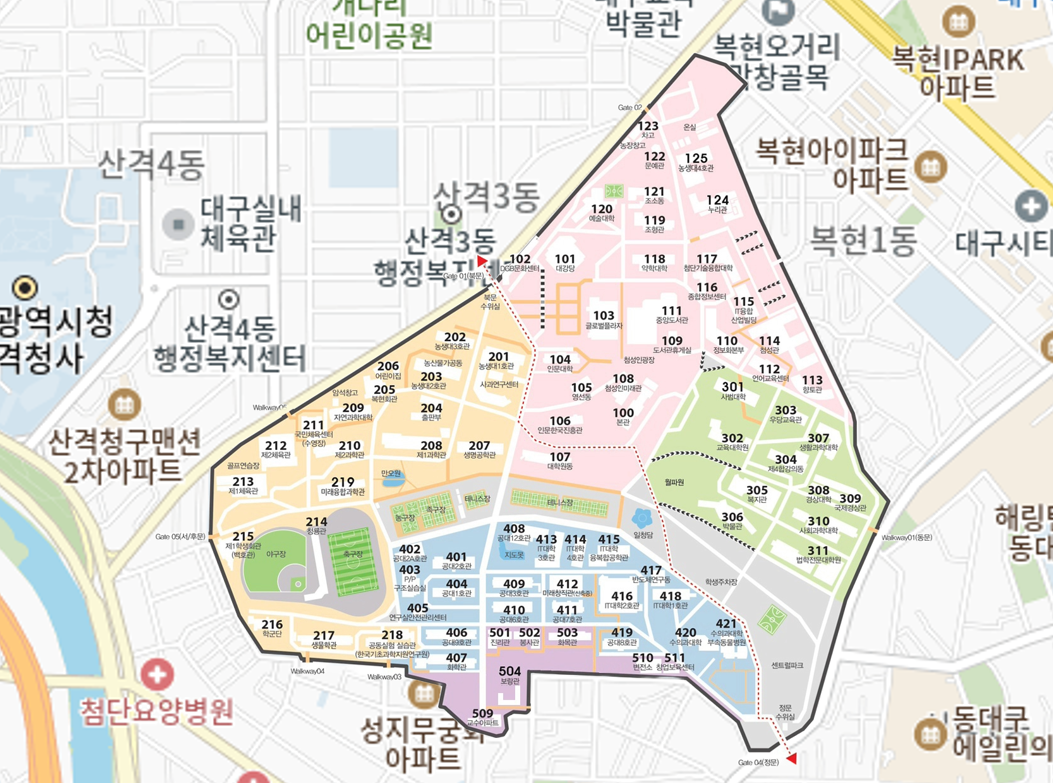 개나리
어린이공원
박물관
복현오거리
막창골목
복현IPARK
아파트
산격4동
대구실내
체육관
산격3동
산격3동
행정복지센
복현아이파크
아파트
복현1동
대구시티
광역시청
격청사
산격4동
행정복지센터
산격청구맨션
2차아파트
첨단요양병원
성지무궁화
아파트
동대구
에일린의
해링턴
동대
Gate 02
123
차고
농장창고
온실
122
문예관
125
농생대4호관
121
조소동
120
예술대학
119
조형관
124
누리관
102
DGB문화센터
101
대강당
118
약학대학
117
첨단기술융합대학
Gate 01(북문)
북문
수위실
116
종합정보센터
115
IT융합
산업빌딩
103
글로벌플라자
111
중앙도서관
109
도서관휴게실
110
정보화본부
114
첨성관
104
인문대학
첨성인광장
112
어학교육센터
113
향토관
105
영선동
108
첨성인미래관
100
본관
106
인문한국진흥관
107
대학원동
202
농생대3호관
201
농생대1호관
206
어린이집
농산물가공동
203
농생대2호관
사과연구센터
205
복현회관
암석창고
209
자연과학대학
204
출판부
211
국민체육센터
(수영장)
212
제2체육관
210
제2과학관
208
제1과학관
207
생명공학관
골프연습장
213
제1체육관
219
미래융합과학관
만오원
농구장
족구장
테니스장
테니스장
Gate 05(서/후문)
215
제1학생회관
(백호관)
214
첨룡관
야구장
축구장
216
학군단
217
생물학관
218
공동실험 실습관
(한국기초과학지원연구원)
Walkway04
Walkway03
301
사범대학
303
우당교육관
302
교육대학원
307
생활과학대학
304
제4합강의동
305
복지관
308
경상대학
309
국제경상관
306
박물관
310
사회과학대학
311
법학전문대학원
월파원
일청담
Walkway01(동문)
402
공대2A호관
401
공대2호관
403
P/P
구조실습실
404
공대1호관
405
연구실안전관리센터
406
공대9호관
407
화학관
408
공대12호관
지도못
413
IT대학
3호관
414
IT대학
4호관
415
IT대학
융복합공학관
409
공대3호관
412
미래창직관(신축중)
410
공대6호관
411
공대7호관
416
IT대학2호관
417
반도체연구동
418
IT대학1호관
419
공대8호관
420
수의과대학
421
수의과대학
부속동물병원
501
진리관
502
봉사관
503
화목관
504
보람관
509
교수아파트
510
변전소
511
창업보육센터
학생주차장
센트럴파크
정문
수위실
Gate 04(정문)